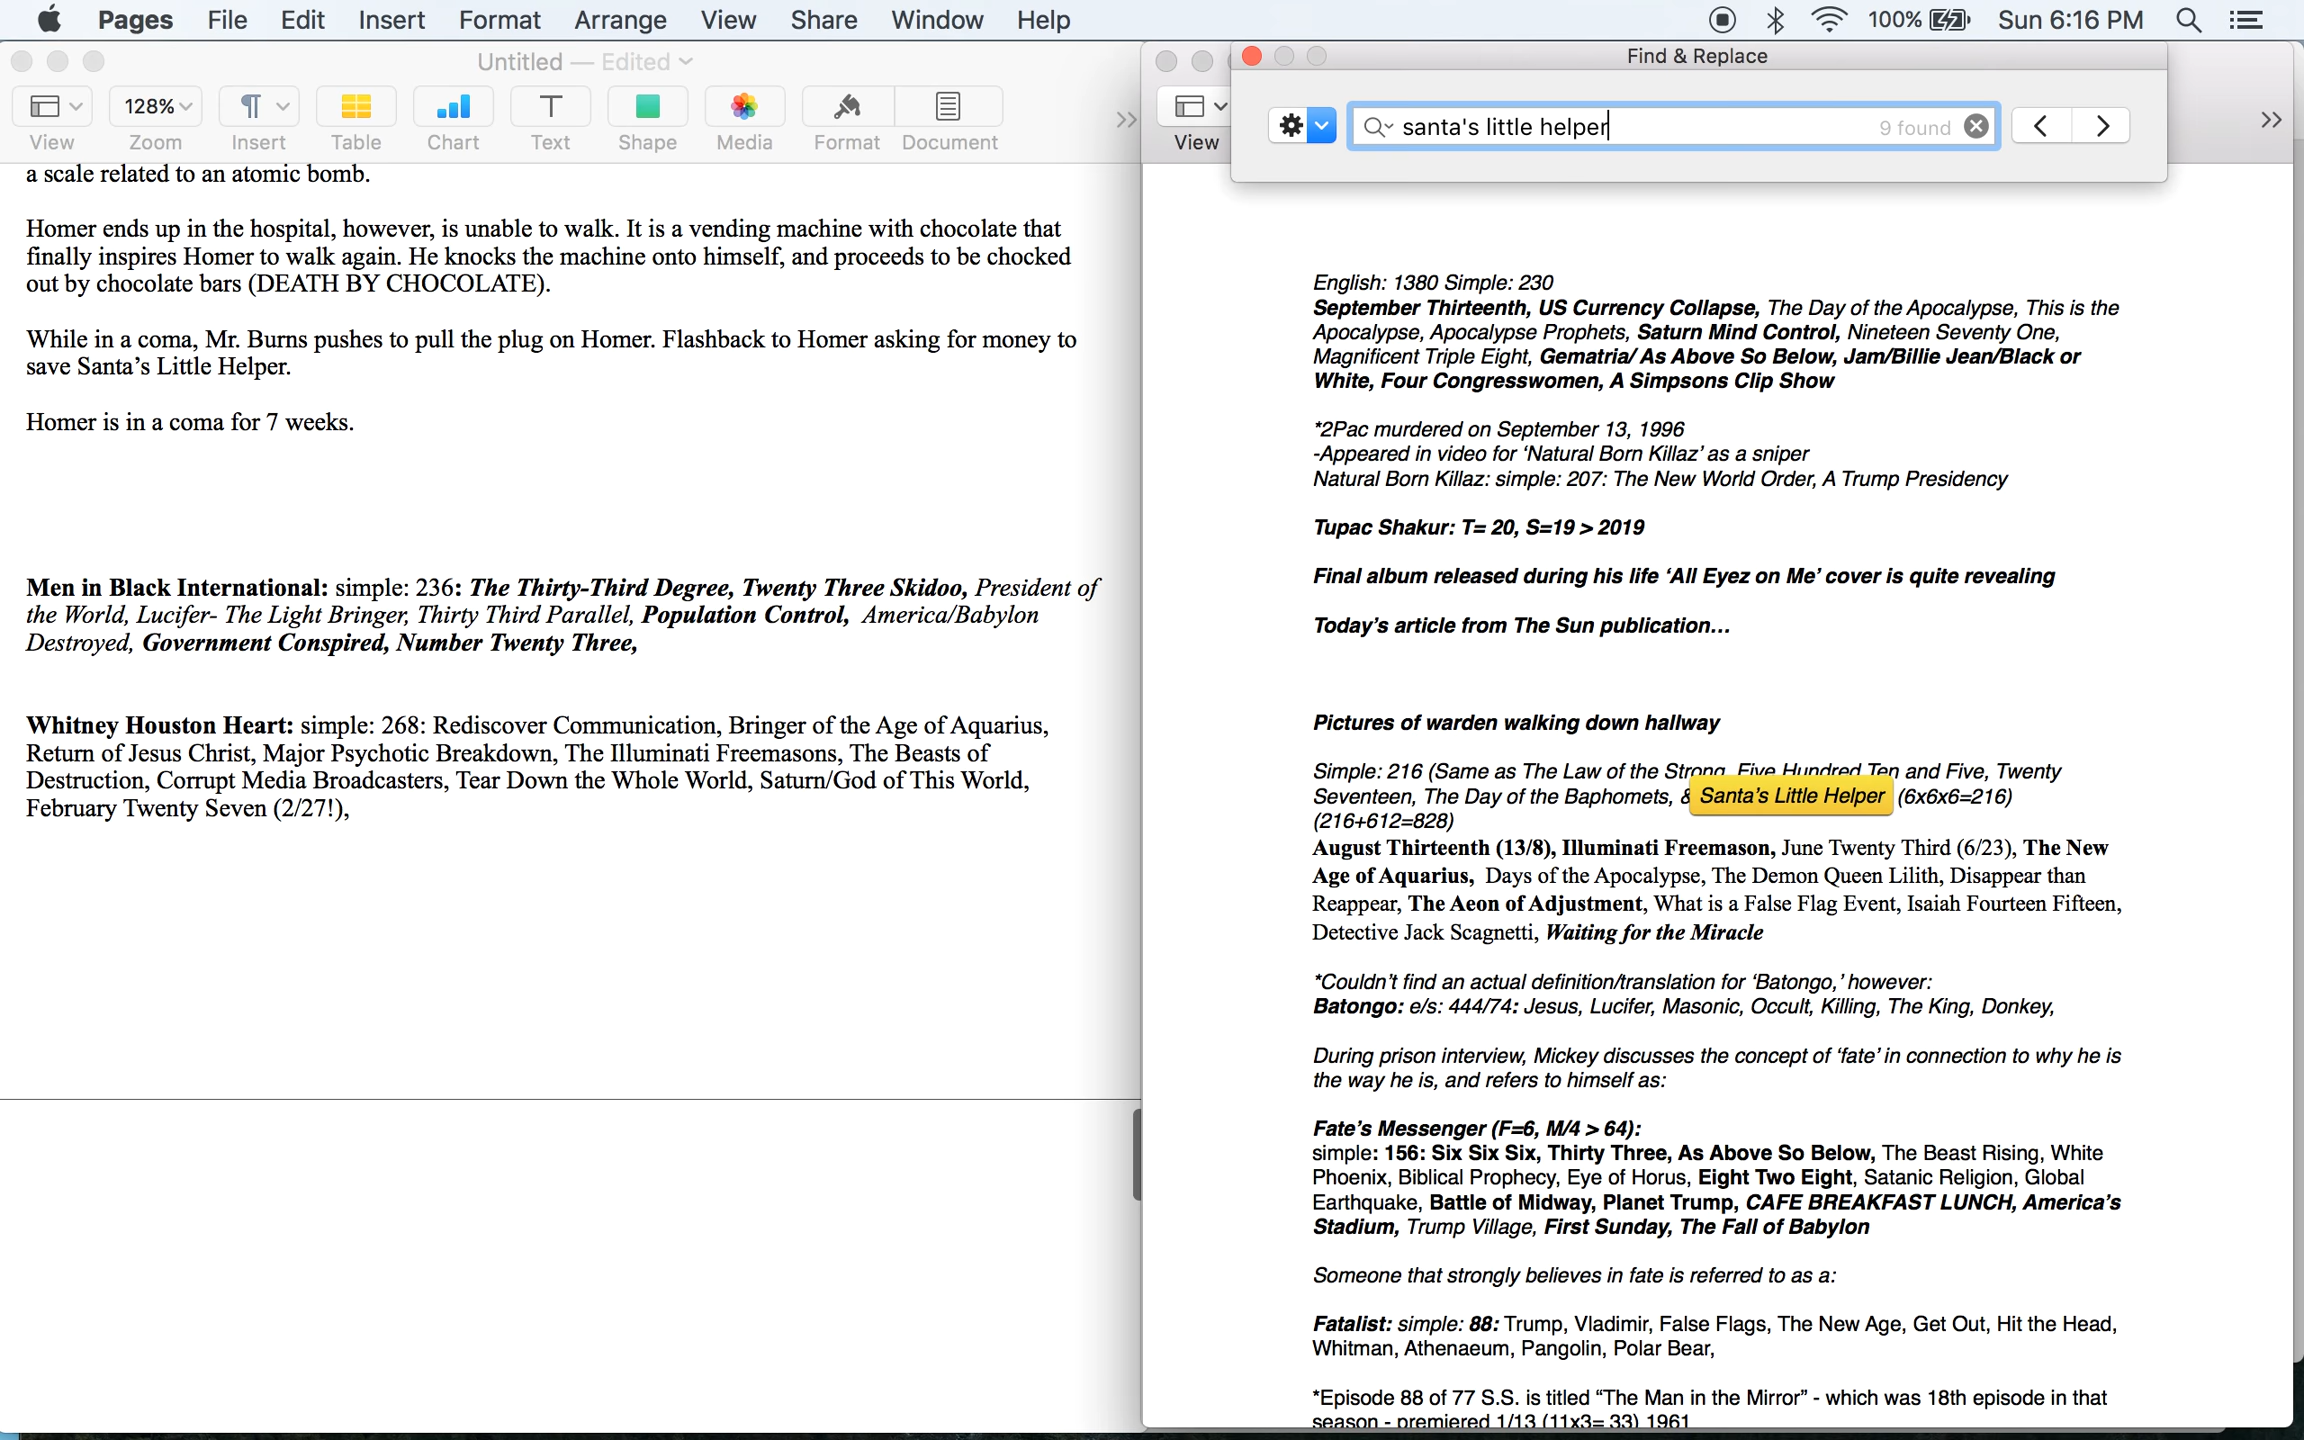 Pages File Edit Insert Format Arrange View Share Window Help 100% Sun 6:16 PM
Untitled — Edited
128%
View Zoom Insert Table Chart Text Shape Media Format Document
a scale related to an atomic bomb.
Homer ends up in the hospital, however, is unable to walk. It is a vending machine with chocolate that
finally inspires Homer to walk again. He knocks the machine onto himself, and proceeds to be chocked
out by chocolate bars (DEATH BY CHOCOLATE).
While in a coma, Mr. Burns pushes to pull the plug on Homer. Flashback to Homer asking for money to
save Santa’s Little Helper.
Homer is in a coma for 7 weeks.
Men in Black International: simple: 236: The Thirty-Third Degree, Twenty Three Skidoo, President of
the World, Lucifer- The Light Bringer, Thirty Third Parallel, Population Control, America/Babylon
Destroyed, Government Conspired, Number Twenty Three,
Whitney Houston Heart: simple: 268: Rediscover Communication, Bringer of the Age of Aquarius,
Return of Jesus Christ, Major Psychotic Breakdown, The Illuminati Freemasons, The Beasts of
Destruction, Corrupt Media Broadcasters, Tear Down the Whole World, Saturn/God of This World,
February Twenty Seven (2/27!),
Find & Replace
santa's little helper 9 found
View
English: 1380 Simple: 230
September Thirteenth, US Currency Collapse, The Day of the Apocalypse, This is the
Apocalypse, Apocalypse Prophets, Saturn Mind Control, Nineteen Seventy One,
Magnificent Triple Eight, Gematria/ As Above So Below, Jam/Billie Jean/Black or
White, Four Congresswomen, A Simpsons Clip Show
*2Pac murdered on September 13, 1996
-Appeared in video for ‘Natural Born Killaz’ as a sniper
Natural Born Killaz: simple: 207: The New World Order, A Trump Presidency
Tupac Shakur: T= 20, S=19 > 2019
Final album released during his life ‘All Eyez on Me’ cover is quite revealing
Today’s article from The Sun publication…
Pictures of warden walking down hallway
Simple: 216 (Same as The Law of the Strong, Five Hundred Ten and Five, Twenty
Seventeen, The Day of the Baphomets, & Santa’s Little Helper (6x6x6=216)
(216+612=828)
August Thirteenth (13/8), Illuminati Freemason, June Twenty Third (6/23), The New
Age of Aquarius, Days of the Apocalypse, The Demon Queen Lilith, Disappear than
Reappear, The Aeon of Adjustment, What is a False Flag Event, Isaiah Fourteen Fifteen,
Detective Jack Scagnetti, Waiting for the Miracle
*Couldn’t find an actual definition/translation for ‘Batongo,’ however:
Batongo: e/s: 444/74: Jesus, Lucifer, Masonic, Occult, Killing, The King, Donkey,
During prison interview, Mickey discusses the concept of ‘fate’ in connection to why he is
the way he is, and refers to himself as:
Fate’s Messenger (F=6, M/4 > 64):
simple: 156: Six Six Six, Thirty Three, As Above So Below, The Beast Rising, White
Phoenix, Biblical Prophecy, Eye of Horus, Eight Two Eight, Satanic Religion, Global
Earthquake, Battle of Midway, Planet Trump, CAFE BREAKFAST LUNCH, America’s
Stadium, Trump Village, First Sunday, The Fall of Babylon
Someone that strongly believes in fate is referred to as a:
Fatalist: simple: 88: Trump, Vladimir, False Flags, The New Age, Get Out, Hit the Head,
Whitman, Athenaeum, Pangolin, Polar Bear,
*Episode 88 of 77 S.S. is titled “The Man in the Mirror” - which was 18th episode in that
season - premiered 1/13 (11x3= 33) 1961